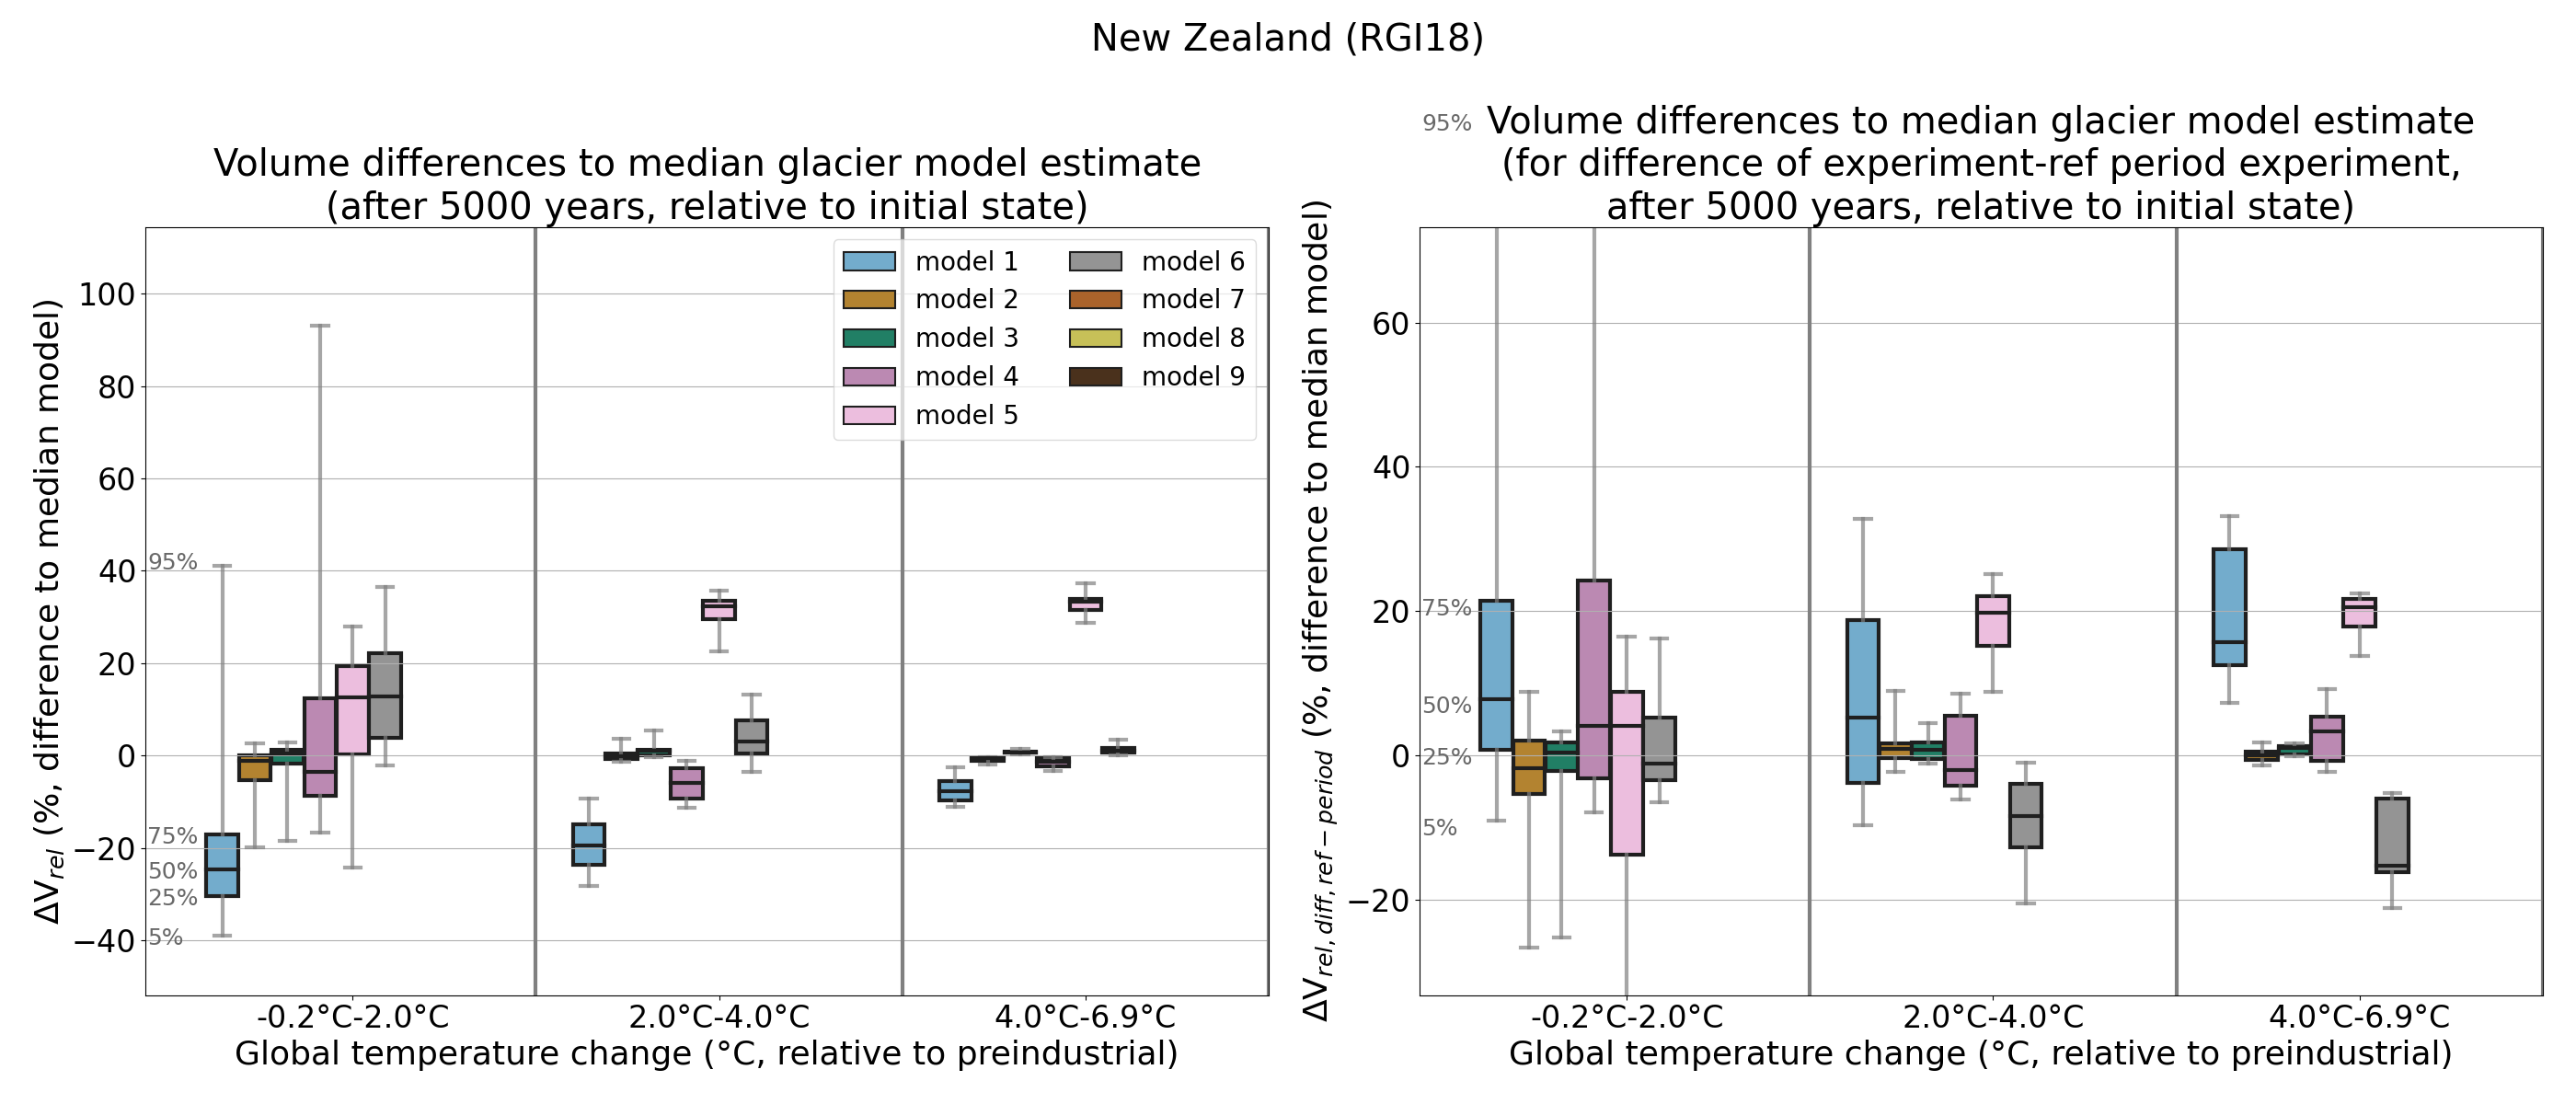 New Zealand (RGI18)
Volume differences to median glacier model estimate
(after 5000 years, relative to initial state)
ΔV_rel (%, difference to median model)
100
80
60
40
20
0
−20
−40
95%
75%
50%
25%
5%
model 1
model 2
model 3
model 4
model 5
model 6
model 7
model 8
model 9
-0.2°C-2.0°C
2.0°C-4.0°C
4.0°C-6.9°C
Global temperature change (°C, relative to preindustrial)
Volume differences to median glacier model estimate
(for difference of experiment-ref period experiment,
after 5000 years, relative to initial state)
ΔV_rel, diff, ref − period (%, difference to median model)
60
40
20
0
−20
95%
75%
50%
25%
5%
-0.2°C-2.0°C
2.0°C-4.0°C
4.0°C-6.9°C
Global temperature change (°C, relative to preindustrial)